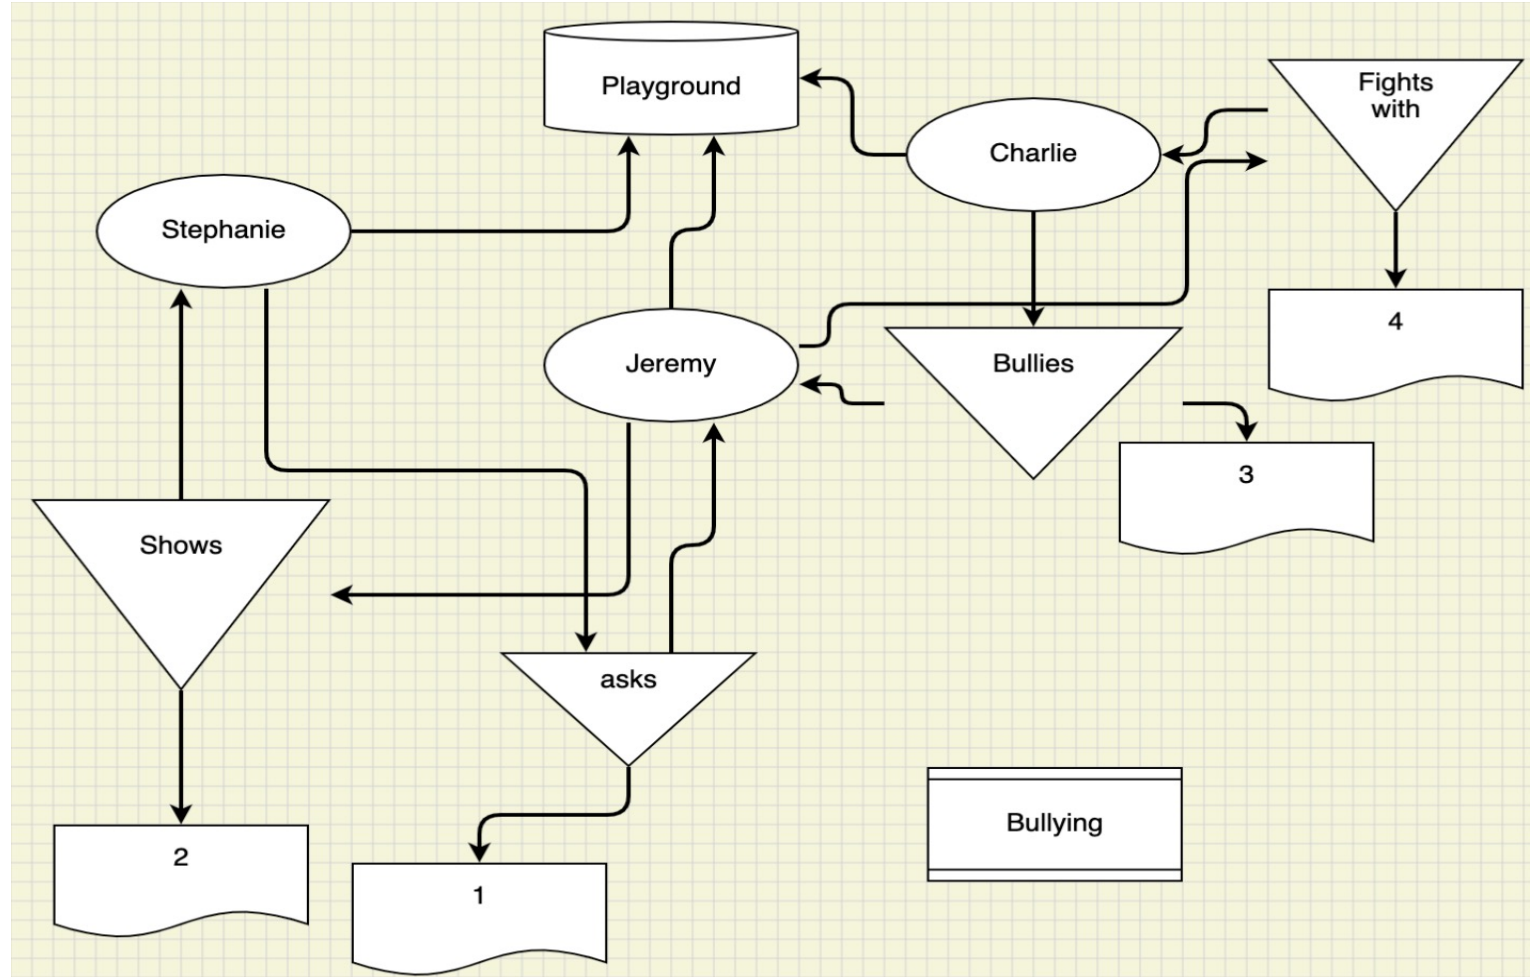 Playground
Fights
with
Charlie
Stephanie
4
Jeremy
Bullies
3
Shows
asks
Bullying
2
1